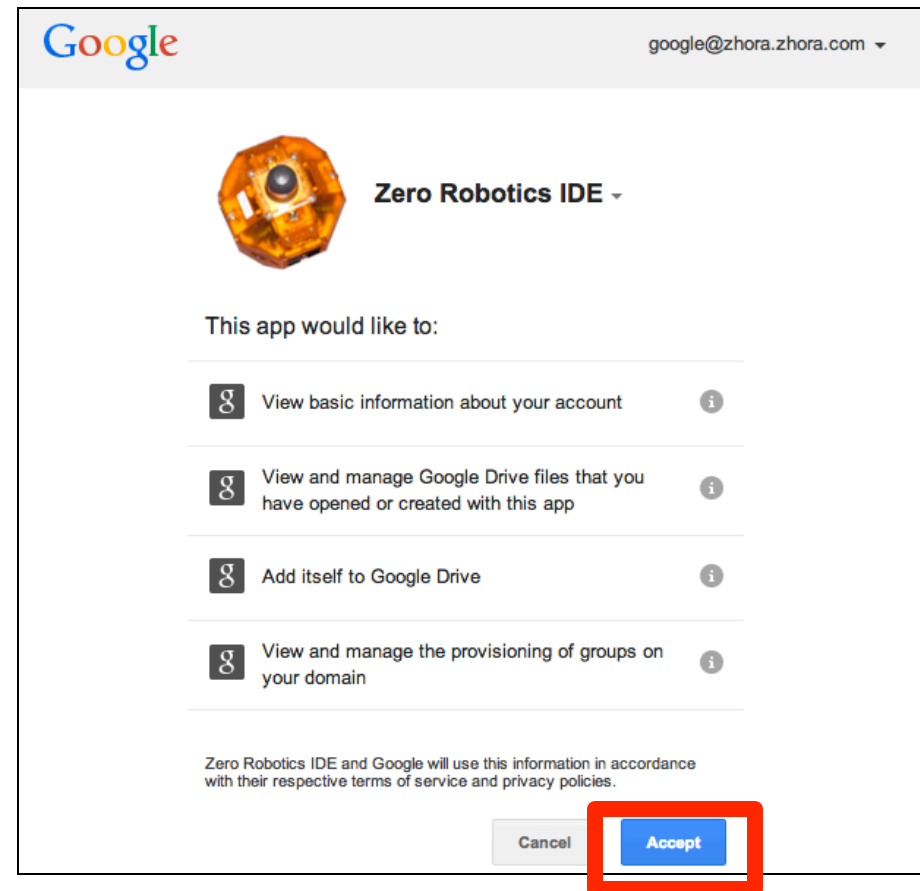 Google
google@zhora.zhora.com
Zero Robotics IDE
This app would like to:
View basic information about your account
View and manage Google Drive files that you
have opened or created with this app
Add itself to Google Drive
View and manage the provisioning of groups on
your domain
Zero Robotics IDE and Google will use this information in accordance
with their respective terms of service and privacy policies.
Cancel
Accept